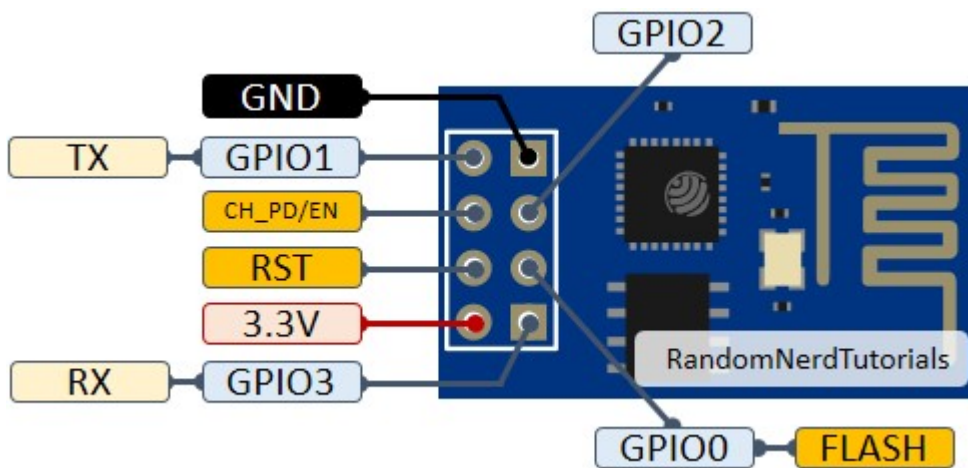 GPIO2
GND
TX GPIO1
CH_PD/EN
RST
3.3V
RX GPIO3
RandomNerdTutorials
GPIO0 FLASH